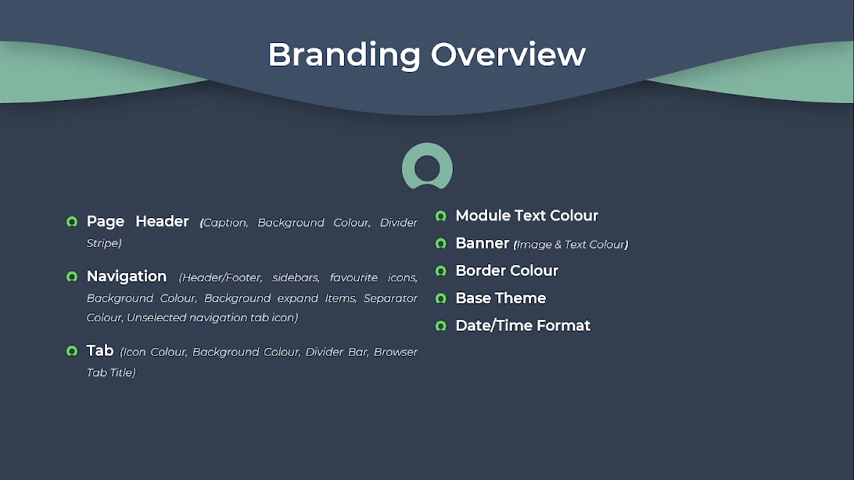 Branding Overview
Page Header (Caption, Background Colour, Divider
Stripe)
Navigation (Header/Footer, sidebars, favourite icons,
Background Colour, Background expand Items, Separator
Colour, Unselected navigation tab icon)
Tab (Icon Colour, Background Colour, Divider Bar, Browser
Tab Title)
Module Text Colour
Banner (Image & Text Colour)
Border Colour
Base Theme
Date/Time Format